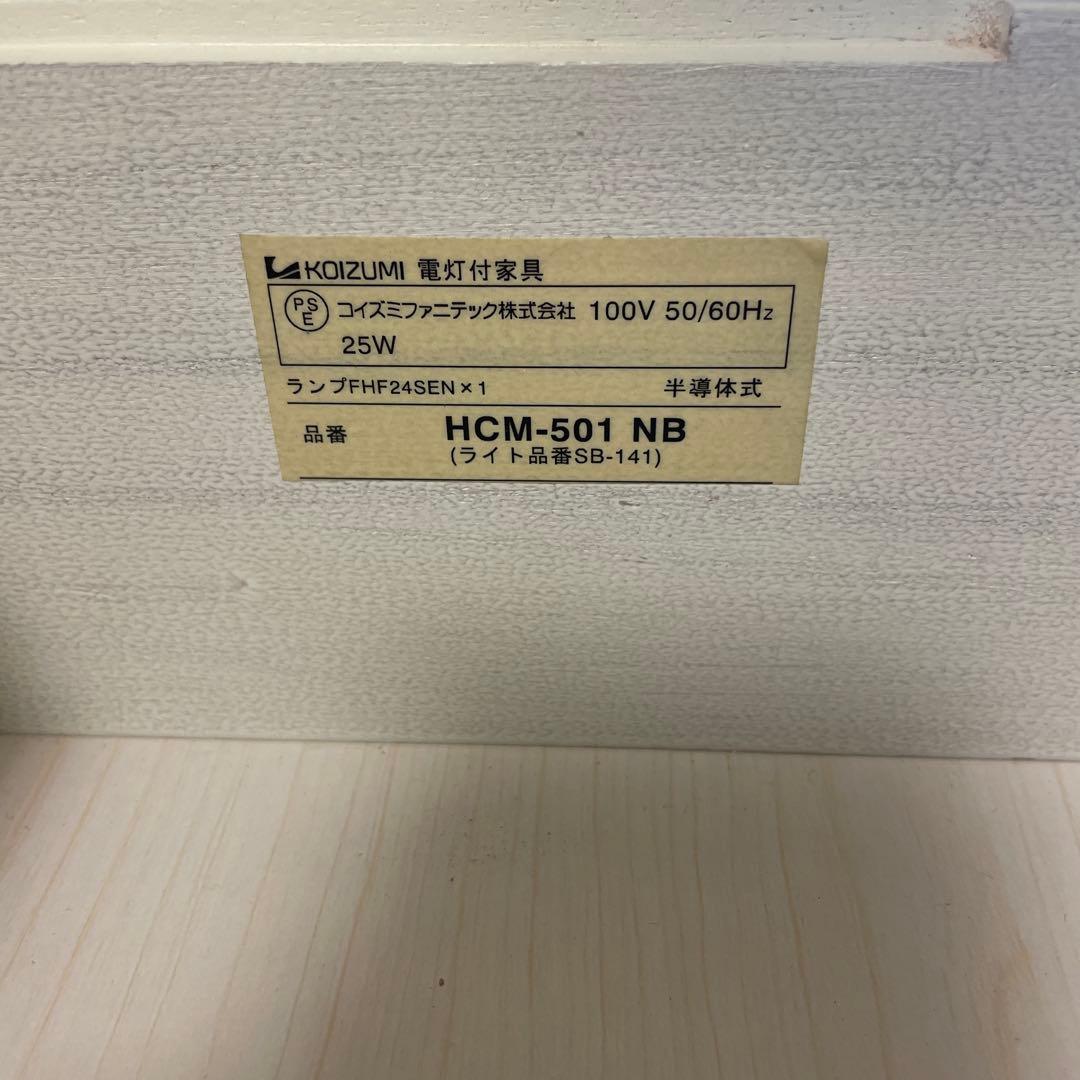 KOIZUMI 電灯付家具
PSE コイズミファニテック株式会社 100V 50/60Hz
25W
ランプFHF24SEN×1 半導体式
品番 HCM-501 NB
(ライト品番SB-141)